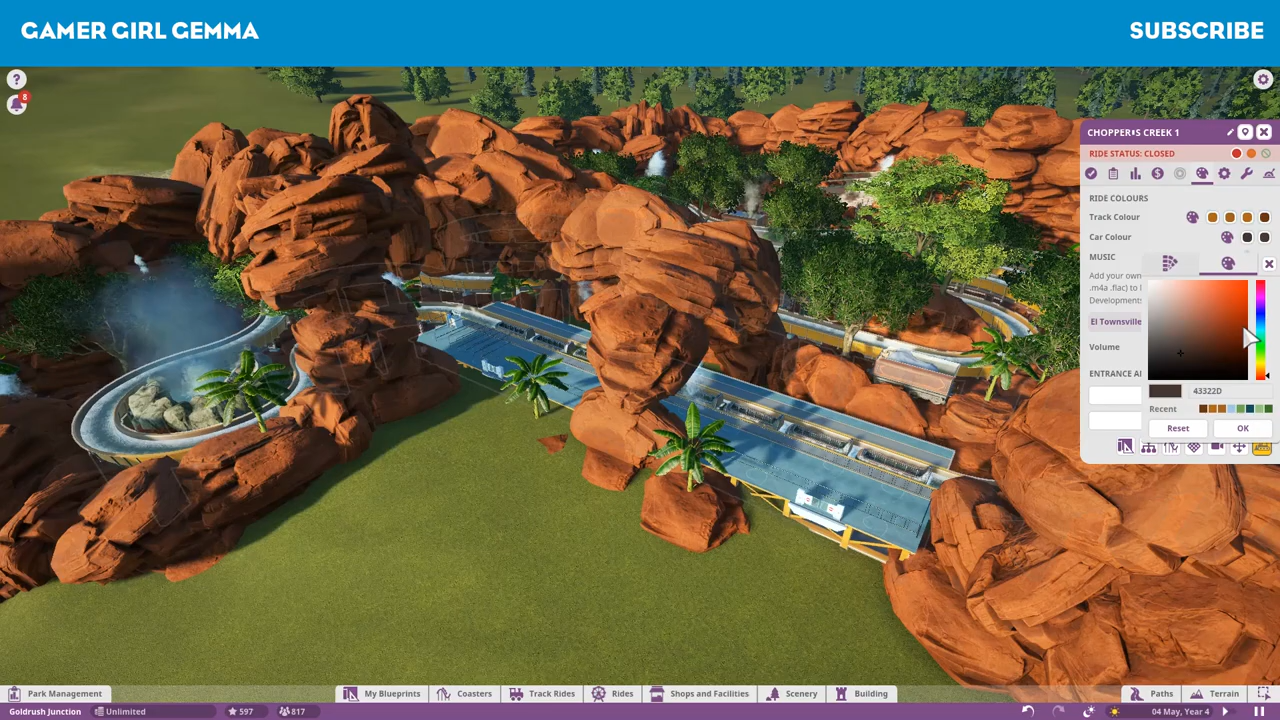 GAMER GIRL GEMMA
SUBSCRIBE
?
8
CHOPPER'S CREEK 1
RIDE STATUS: CLOSED
RIDE COLOURS
Track Colour
Car Colour
MUSIC
Add your own
.m4a .flac) to
Developments
El Townsville
Volume
ENTRANCE A
43322D
Recent
Reset
OK
Park Management
My Blueprints
Coasters
Track Rides
Rides
Shops and Facilities
Scenery
Building
Paths
Terrain
Goldrush Junction
Unlimited
597
817
04 May, Year 4